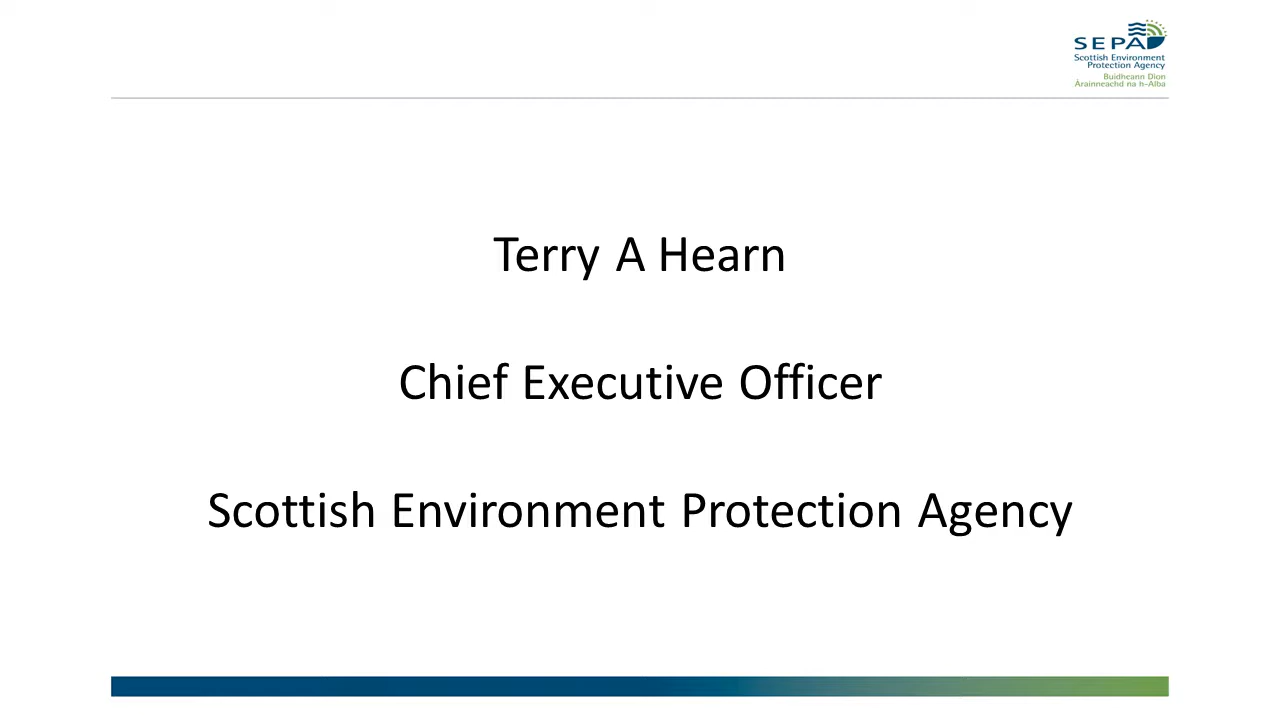 SEPA
Scottish Environment
Protection Agency
Buidheann Dìon
Àrainneachd na h-Alba
Terry A Hearn
Chief Executive Officer
Scottish Environment Protection Agency